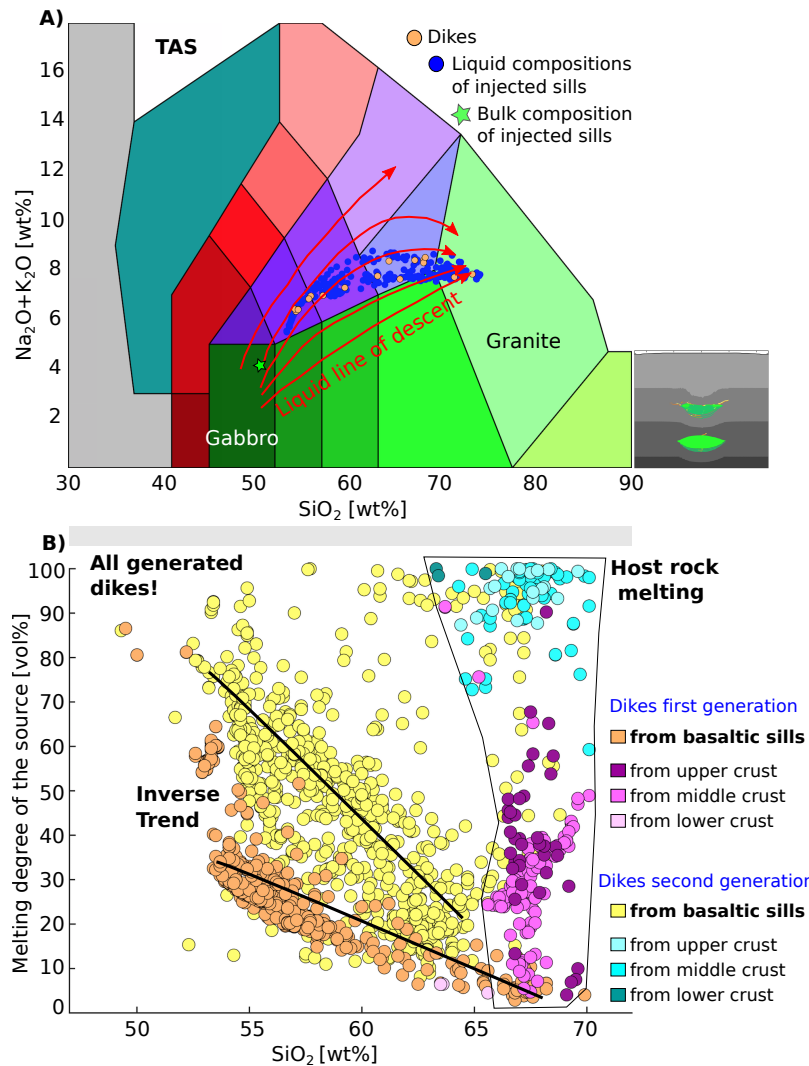 A)
TAS
Dikes
Liquid compositions
of injected sills
Bulk composition
of injected sills
Na₂O+K₂O [wt%]
16
14
12
10
8
6
4
2
Liquid line of descent
Granite
Gabbro
30 40 50 60 70 80 90
SiO₂ [wt%]
B)
All generated
dikes!
Host rock
melting
Melting degree of the source [vol%]
100
90
80
70
60
50
40
30
20
10
0
Inverse
Trend
Dikes first generation
from basaltic sills
from upper crust
from middle crust
from lower crust
Dikes second generation
from basaltic sills
from upper crust
from middle crust
from lower crust
50 55 60 65 70
SiO₂ [wt%]